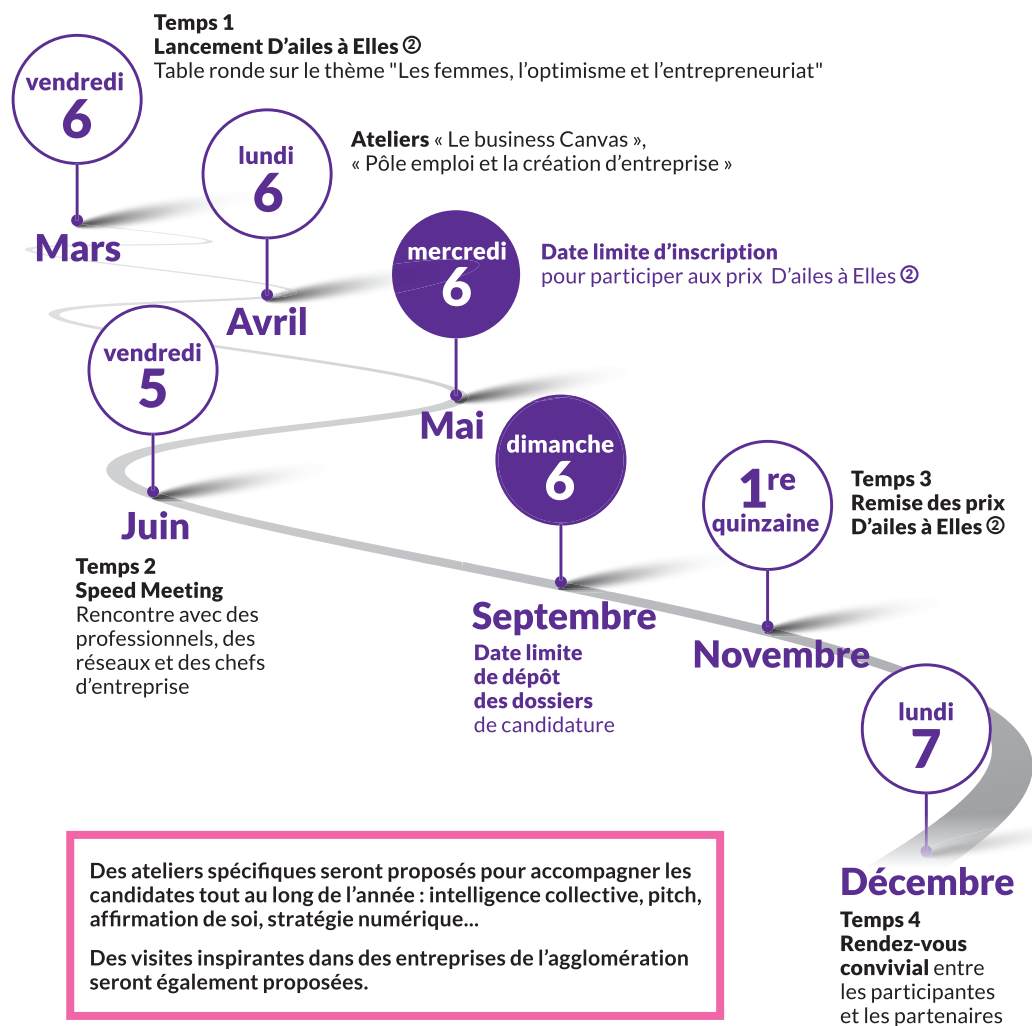 Temps 1
Lancement D'ailes à Elles ②
Table ronde sur le thème "Les femmes, l'optimisme et l'entrepreneuriat"
vendredi
6
Mars
lundi
6
Avril
Ateliers « Le business Canvas »,
« Pôle emploi et la création d'entreprise »
mercredi
6
Mai
Date limite d'inscription
pour participer aux prix D'ailes à Elles ②
vendredi
5
Juin
Temps 2
Speed Meeting
Rencontre avec des
professionnels, des
réseaux et des chefs
d'entreprise
dimanche
6
Septembre
Date limite
de dépôt
des dossiers
de candidature
1re
quinzaine
Novembre
Temps 3
Remise des prix
D'ailes à Elles ②
lundi
7
Décembre
Temps 4
Rendez-vous
convivial entre
les participantes
et les partenaires
Des ateliers spécifiques seront proposés pour accompagner les
candidates tout au long de l'année : intelligence collective, pitch,
affirmation de soi, stratégie numérique...
Des visites inspirantes dans des entreprises de l'agglomération
seront également proposées.